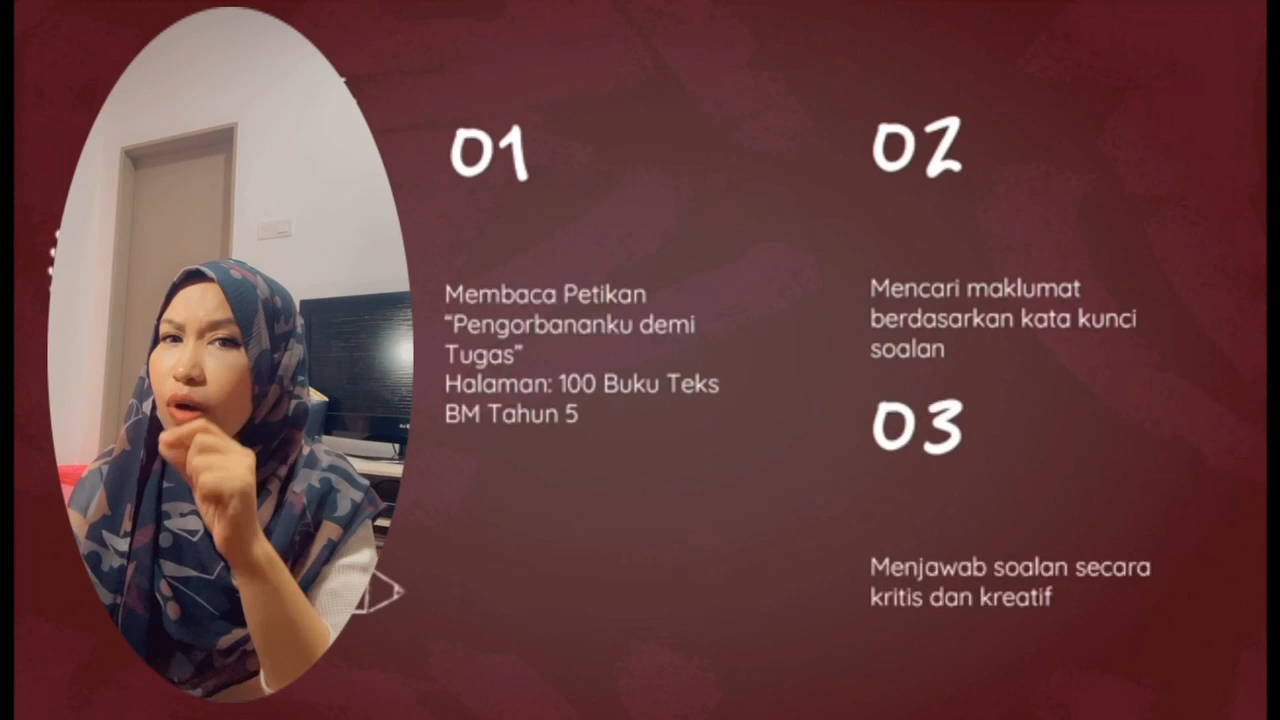 01
Membaca Petikan
“Pengorbananku demi
Tugas”
Halaman: 100 Buku Teks
BM Tahun 5
02
Mencari maklumat
berdasarkan kata kunci
soalan
03
Menjawab soalan secara
kritis dan kreatif